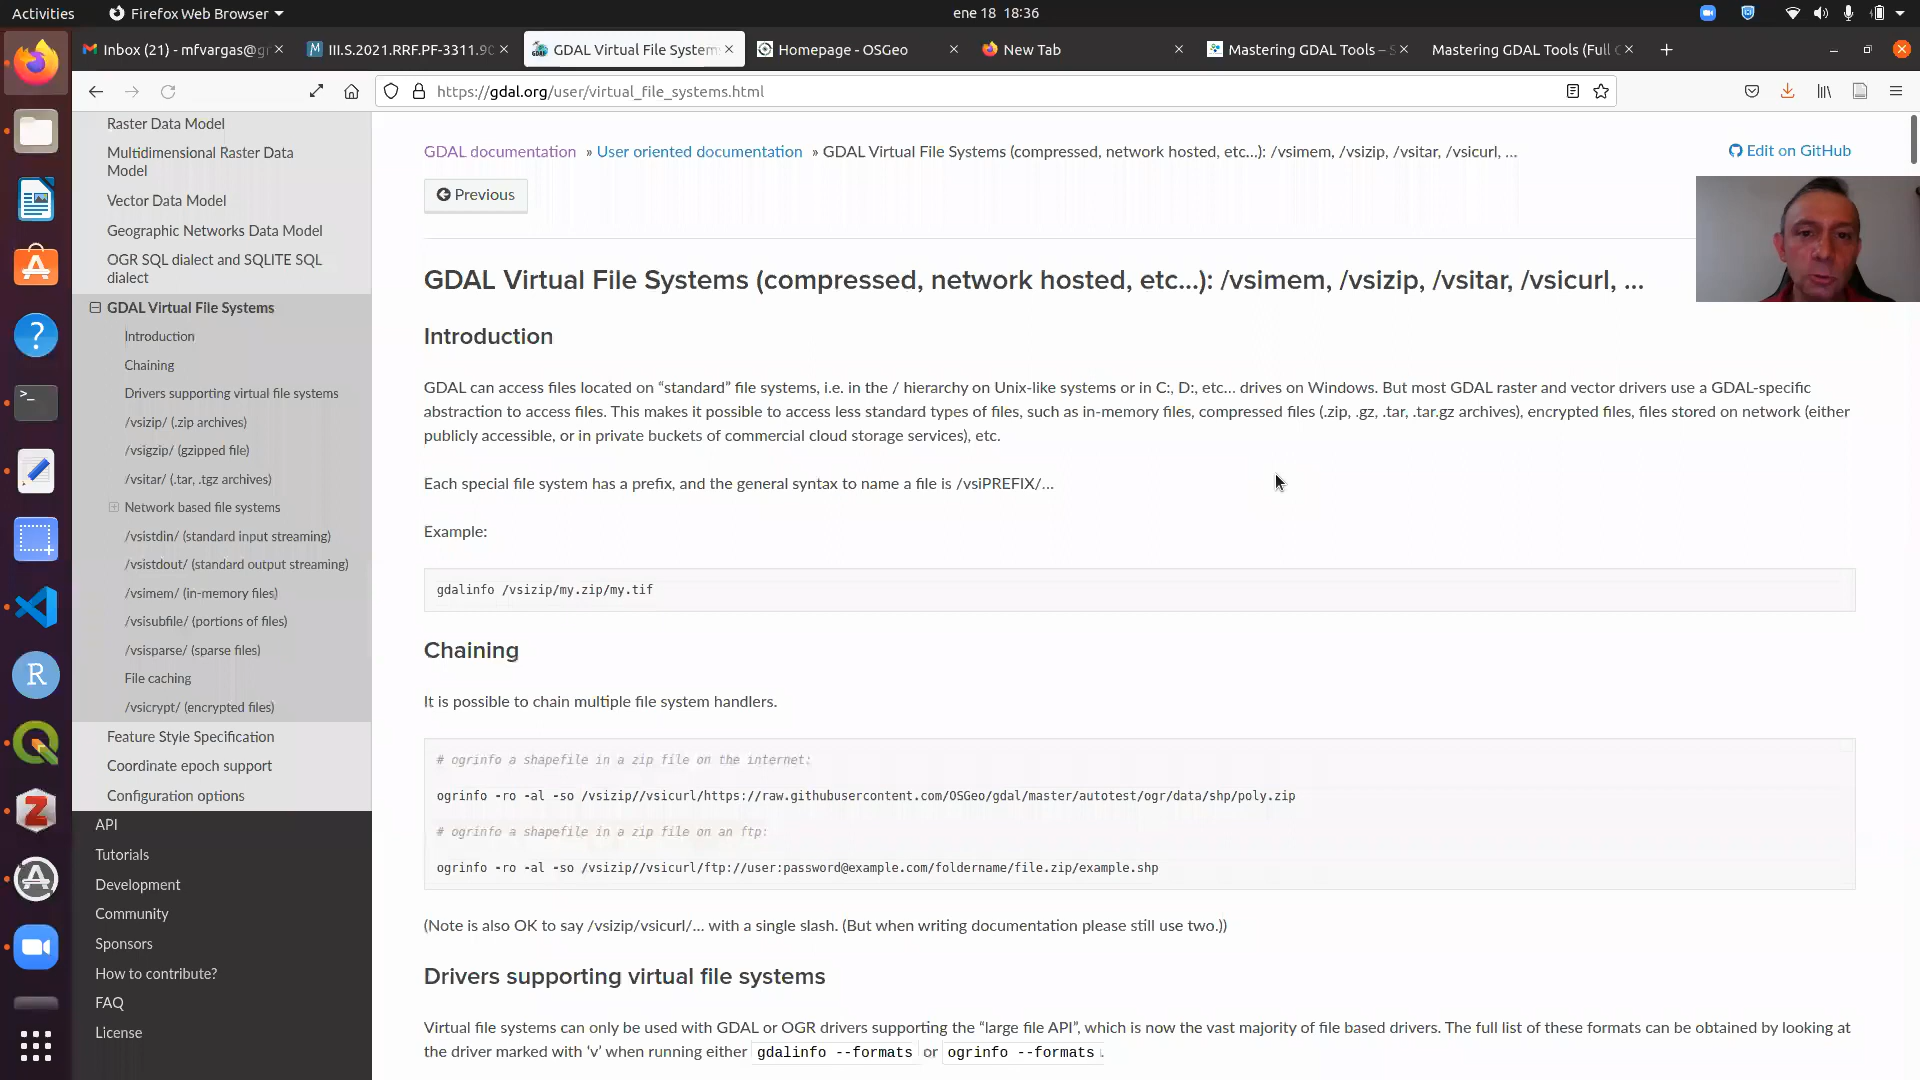 Activities
Firefox Web Browser
ene 18 18:36
Inbox (21) - mfvargas@g
III.S.2021.RRF.PF-3311.9
GDAL Virtual File System
Homepage - OSGeo
New Tab
Mastering GDAL Tools – S
Mastering GDAL Tools (Full C
https://gdal.org/user/virtual_file_systems.html
Raster Data Model
Multidimensional Raster Data
Model
Vector Data Model
Geographic Networks Data Model
OGR SQL dialect and SQLITE SQL
dialect
GDAL Virtual File Systems
Introduction
Chaining
Drivers supporting virtual file systems
/vsizip/ (.zip archives)
/vsigzip/ (gzipped file)
/vsitar/ (.tar, .tgz archives)
Network based file systems
/vsistdin/ (standard input streaming)
/vsistdout/ (standard output streaming)
/vsimem/ (in-memory files)
/vsisubfile/ (portions of files)
/vsisparse/ (sparse files)
File caching
/vsicrypt/ (encrypted files)
Feature Style Specification
Coordinate epoch support
Configuration options
API
Tutorials
Development
Community
Sponsors
How to contribute?
FAQ
License
GDAL documentation » User oriented documentation » GDAL Virtual File Systems (compressed, network hosted, etc...): /vsimem, /vsizip, /vsitar, /vsicurl, ...
Edit on GitHub
Previous
GDAL Virtual File Systems (compressed, network hosted, etc...): /vsimem, /vsizip, /vsitar, /vsicurl, ...
Introduction
GDAL can access files located on “standard” file systems, i.e. in the / hierarchy on Unix-like systems or in C:, D:, etc... drives on Windows. But most GDAL raster and vector drivers use a GDAL-specific
abstraction to access files. This makes it possible to access less standard types of files, such as in-memory files, compressed files (.zip, .gz, .tar, .tar.gz archives), encrypted files, files stored on network (either
publicly accessible, or in private buckets of commercial cloud storage services), etc.
Each special file system has a prefix, and the general syntax to name a file is /vsiPREFIX/...
Example:
gdalinfo /vsizip/my.zip/my.tif
Chaining
It is possible to chain multiple file system handlers.
# ogrinfo a shapefile in a zip file on the internet:
ogrinfo -ro -al -so /vsizip//vsicurl/https://raw.githubusercontent.com/OSGeo/gdal/master/autotest/ogr/data/shp/poly.zip
# ogrinfo a shapefile in a zip file on an ftp:
ogrinfo -ro -al -so /vsizip//vsicurl/ftp://user:password@example.com/foldername/file.zip/example.shp
(Note is also OK to say /vsizip/vsicurl/... with a single slash. (But when writing documentation please still use two.))
Drivers supporting virtual file systems
Virtual file systems can only be used with GDAL or OGR drivers supporting the “large file API”, which is now the vast majority of file based drivers. The full list of these formats can be obtained by looking at
the driver marked with ‘v’ when running either gdalinfo --formats or ogrinfo --formats.